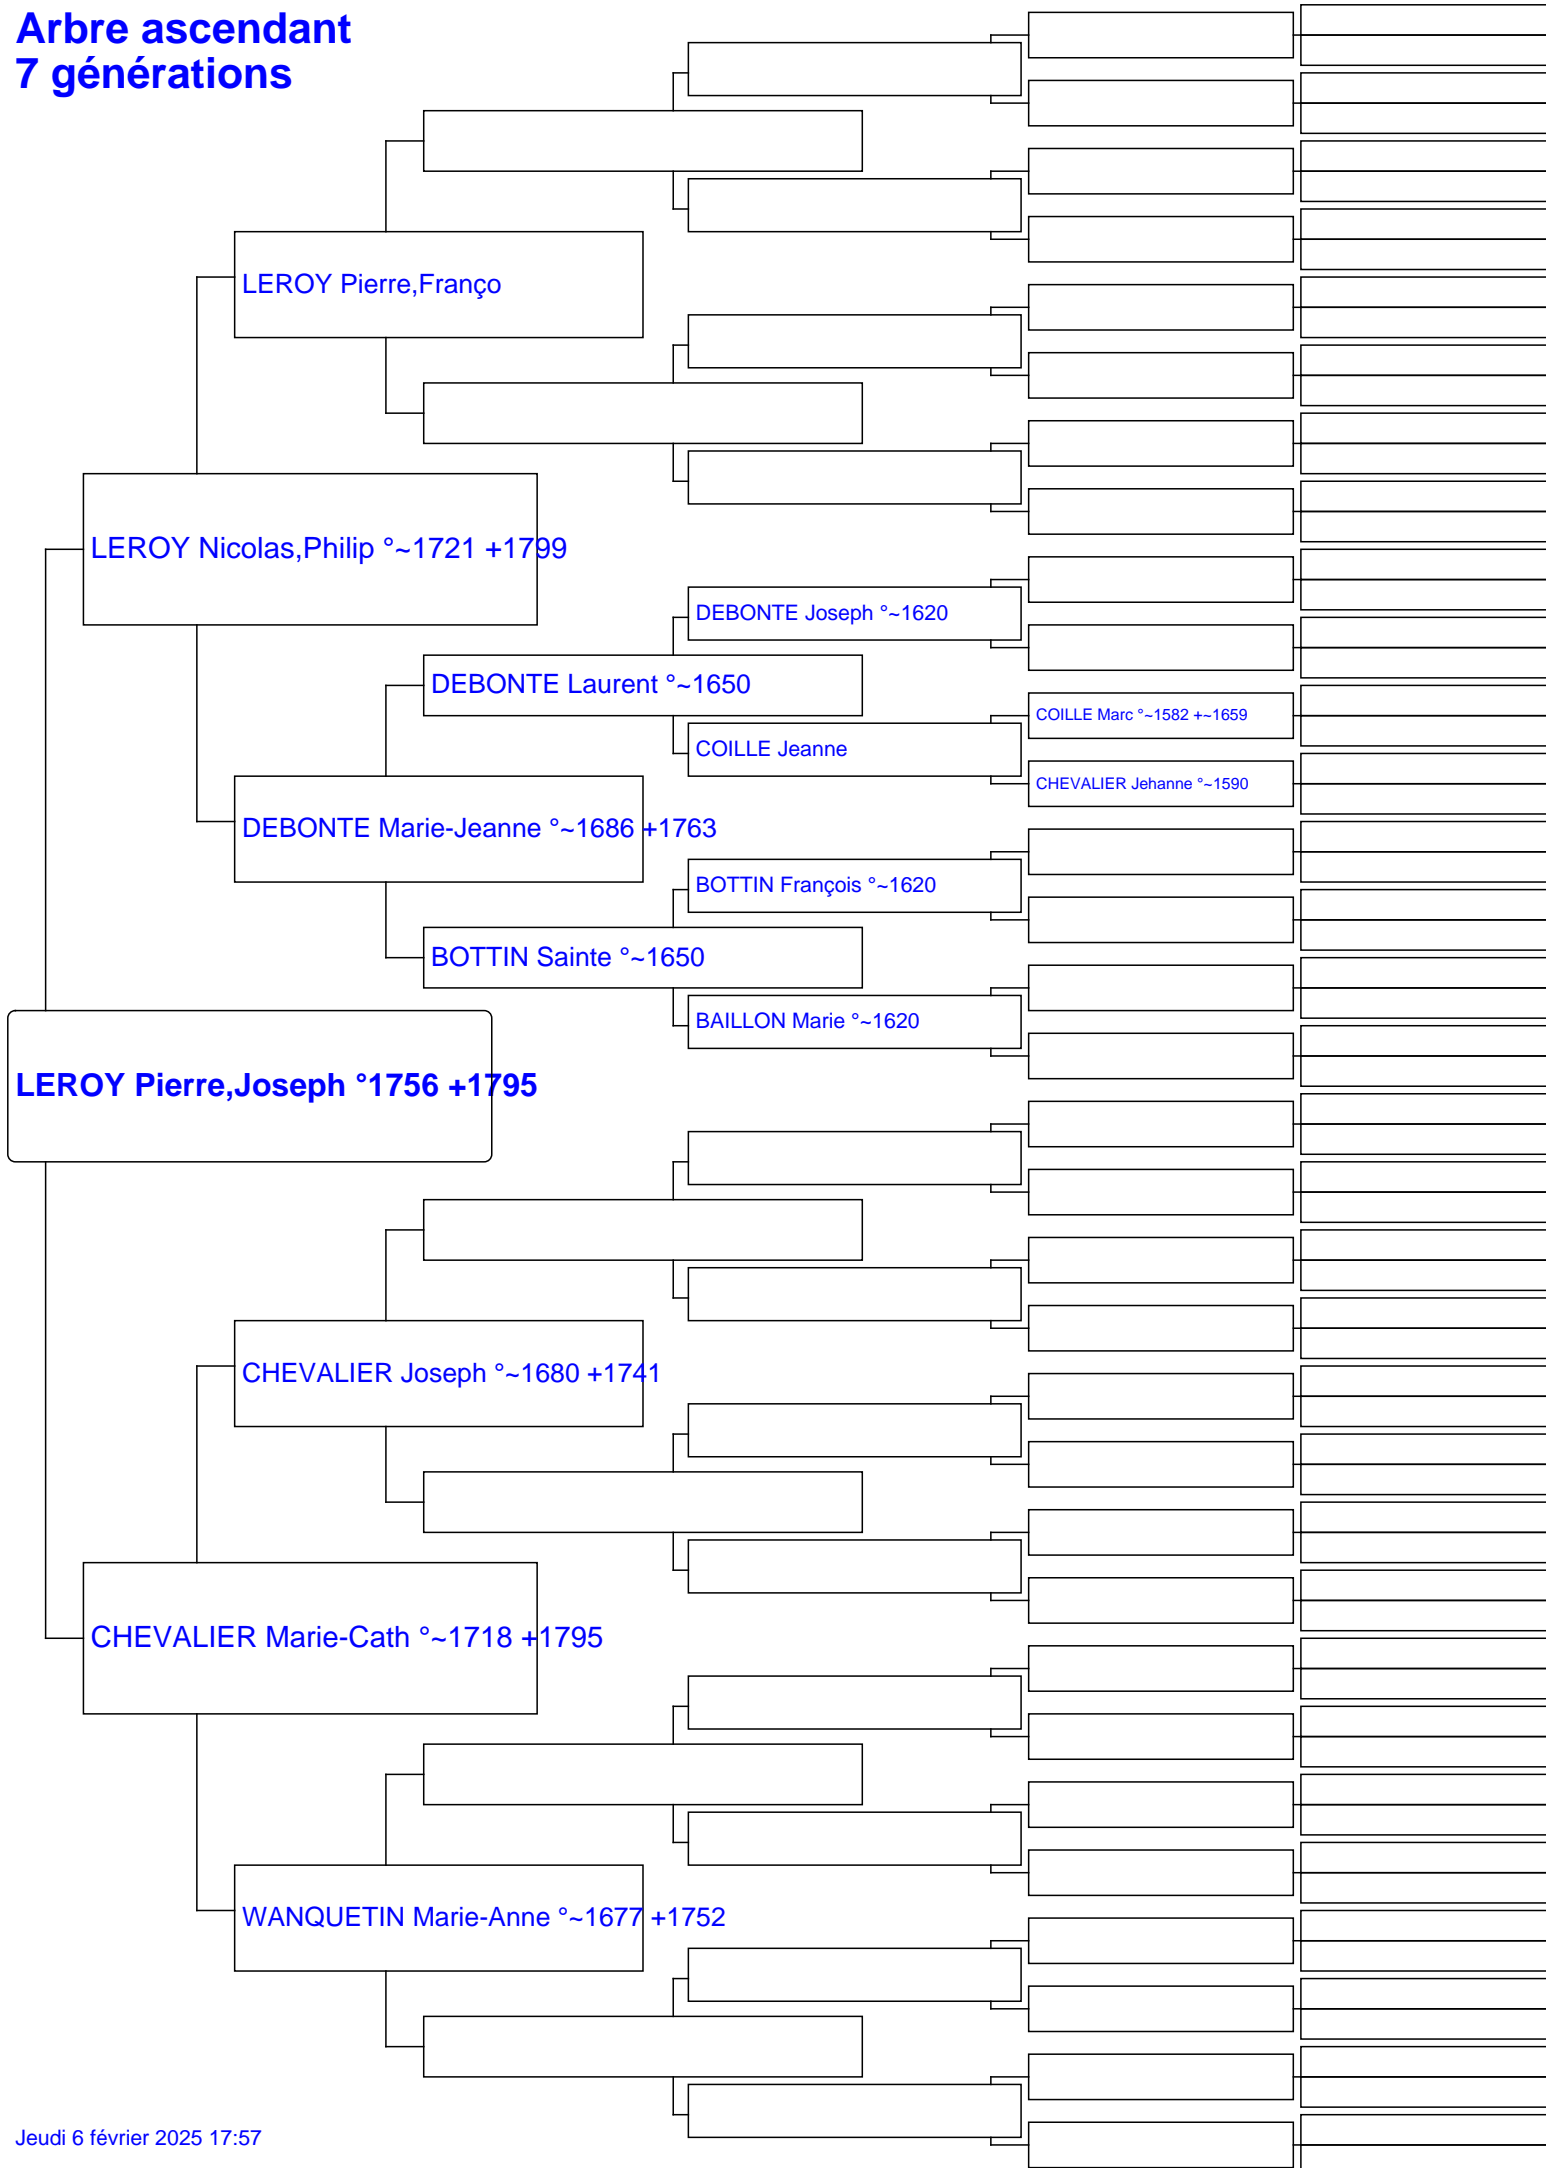 Arbre ascendant
7 générations
LEROY Pierre,Franço
LEROY Nicolas,Philip °~1721 +1799
DEBONTE Joseph °~1620
DEBONTE Laurent °~1650
COILLE Marc °~1582 +~1659
COILLE Jeanne
CHEVALIER Jehanne °~1590
DEBONTE Marie-Jeanne °~1686 +1763
BOTTIN François °~1620
BOTTIN Sainte °~1650
BAILLON Marie °~1620
LEROY Pierre,Joseph °1756 +1795
CHEVALIER Joseph °~1680 +1741
CHEVALIER Marie-Cath °~1718 +1795
WANQUETIN Marie-Anne °~1677 +1752
Jeudi 6 février 2025 17:57